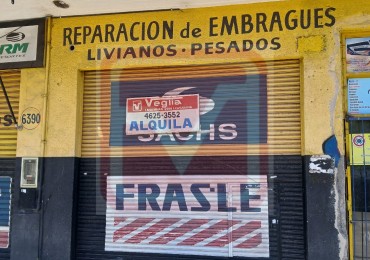 REPARACION de EMBRAGUES
LIVIANOS - PESADOS
RM
6390
Veglia
4625-3552
ALQUILA
SACHS
FRASLE